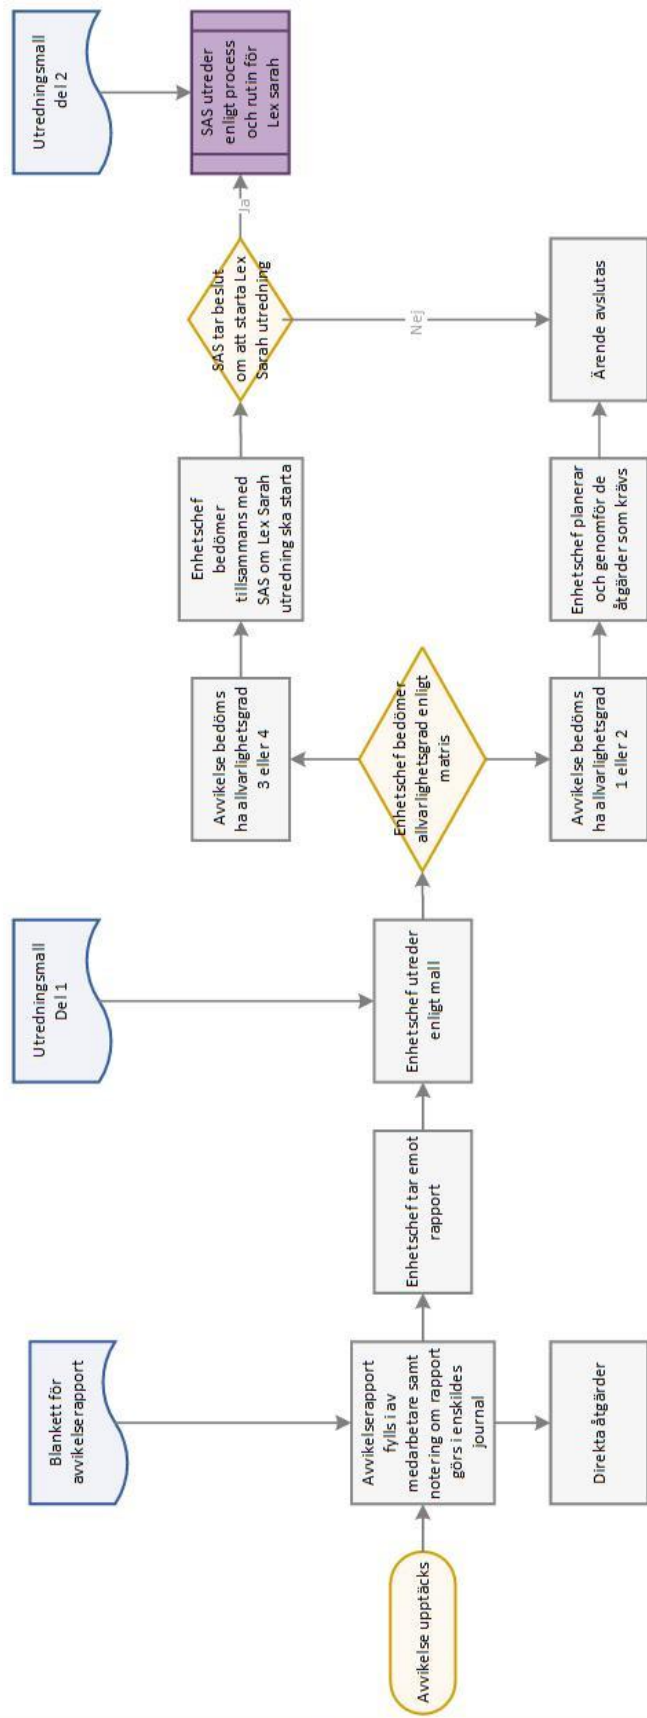 Avvikelse upptäcks
Blankett för
avvikelserapport
Avvikelserapport
fylls i av
medarbetare samt
notering om rapport
görs i enskildes
journal
Direkta åtgärder
Enhetschef tar emot
rapport
Utredningsmall
Del 1
Enhetschef utreder
enligt mall
Enhetschef bedömer
allvarlighetsgrad enligt
matris
Avvikelse bedöms
ha allvarlighetsgrad
3 eller 4
Avvikelse bedöms
ha allvarlighetsgrad
1 eller 2
Enhetschef
bedömer
tillsammans med
SAS om Lex Sarah
utredning ska starta
Enhetschef planerar
och genomför de
åtgärder som krävs
SAS tar beslut
om att starta Lex
Sarah utredning
Ja
Nej
Ärende avslutas
Utredningsmall
del 2
SAS utreder
enligt process
och rutin för
Lex sarah